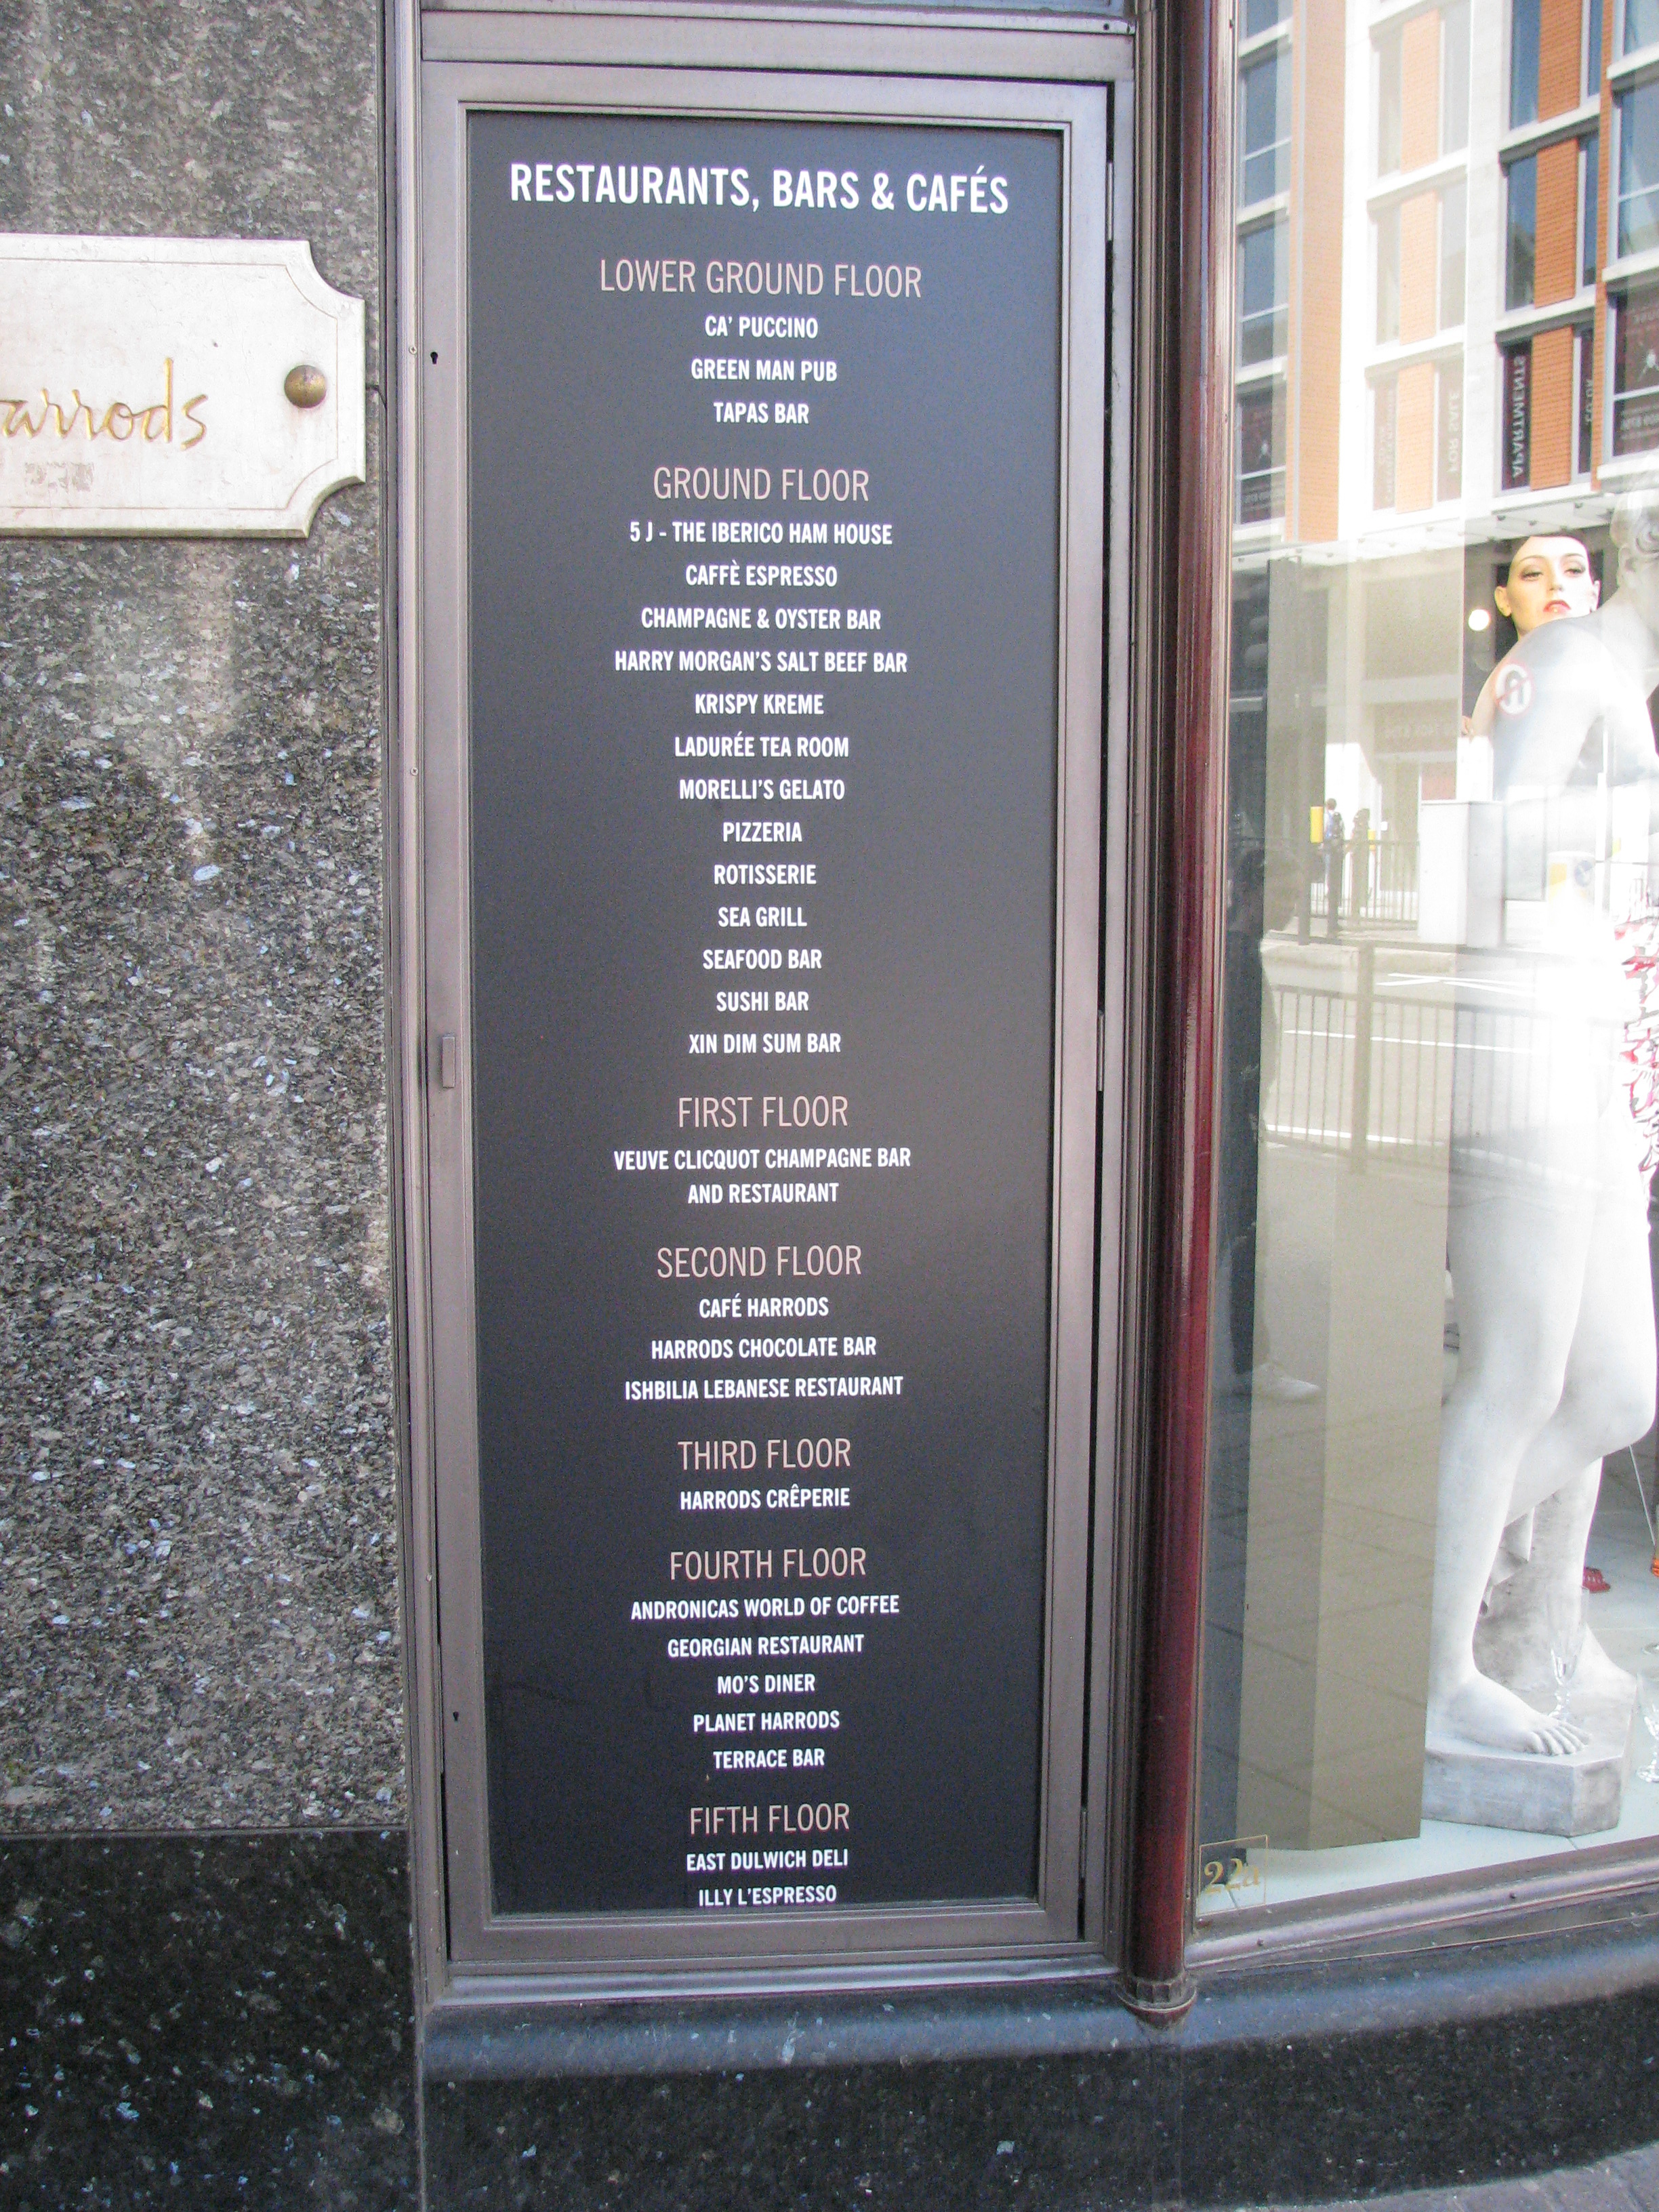 RESTAURANTS, BARS & CAFÉS
LOWER GROUND FLOOR
CA' PUCCINO
GREEN MAN PUB
TAPAS BAR
GROUND FLOOR
5 J - THE IBERICO HAM HOUSE
CAFFÈ ESPRESSO
CHAMPAGNE & OYSTER BAR
HARRY MORGAN'S SALT BEEF BAR
KRISPY KREME
LADURÉE TEA ROOM
MORELLI'S GELATO
PIZZERIA
ROTISSERIE
SEA GRILL
SEAFOOD BAR
SUSHI BAR
XIN DIM SUM BAR
FIRST FLOOR
VEUVE CLICQUOT CHAMPAGNE BAR
AND RESTAURANT
SECOND FLOOR
CAFÉ HARRODS
HARRODS CHOCOLATE BAR
ISHBILIA LEBANESE RESTAURANT
THIRD FLOOR
HARRODS CRÊPERIE
FOURTH FLOOR
ANDRONICAS WORLD OF COFFEE
GEORGIAN RESTAURANT
MO'S DINER
PLANET HARRODS
TERRACE BAR
FIFTH FLOOR
EAST DULWICH DELI
ILLY L'ESPRESSO
arrods
22a
APARTMENTS
FOR SALE